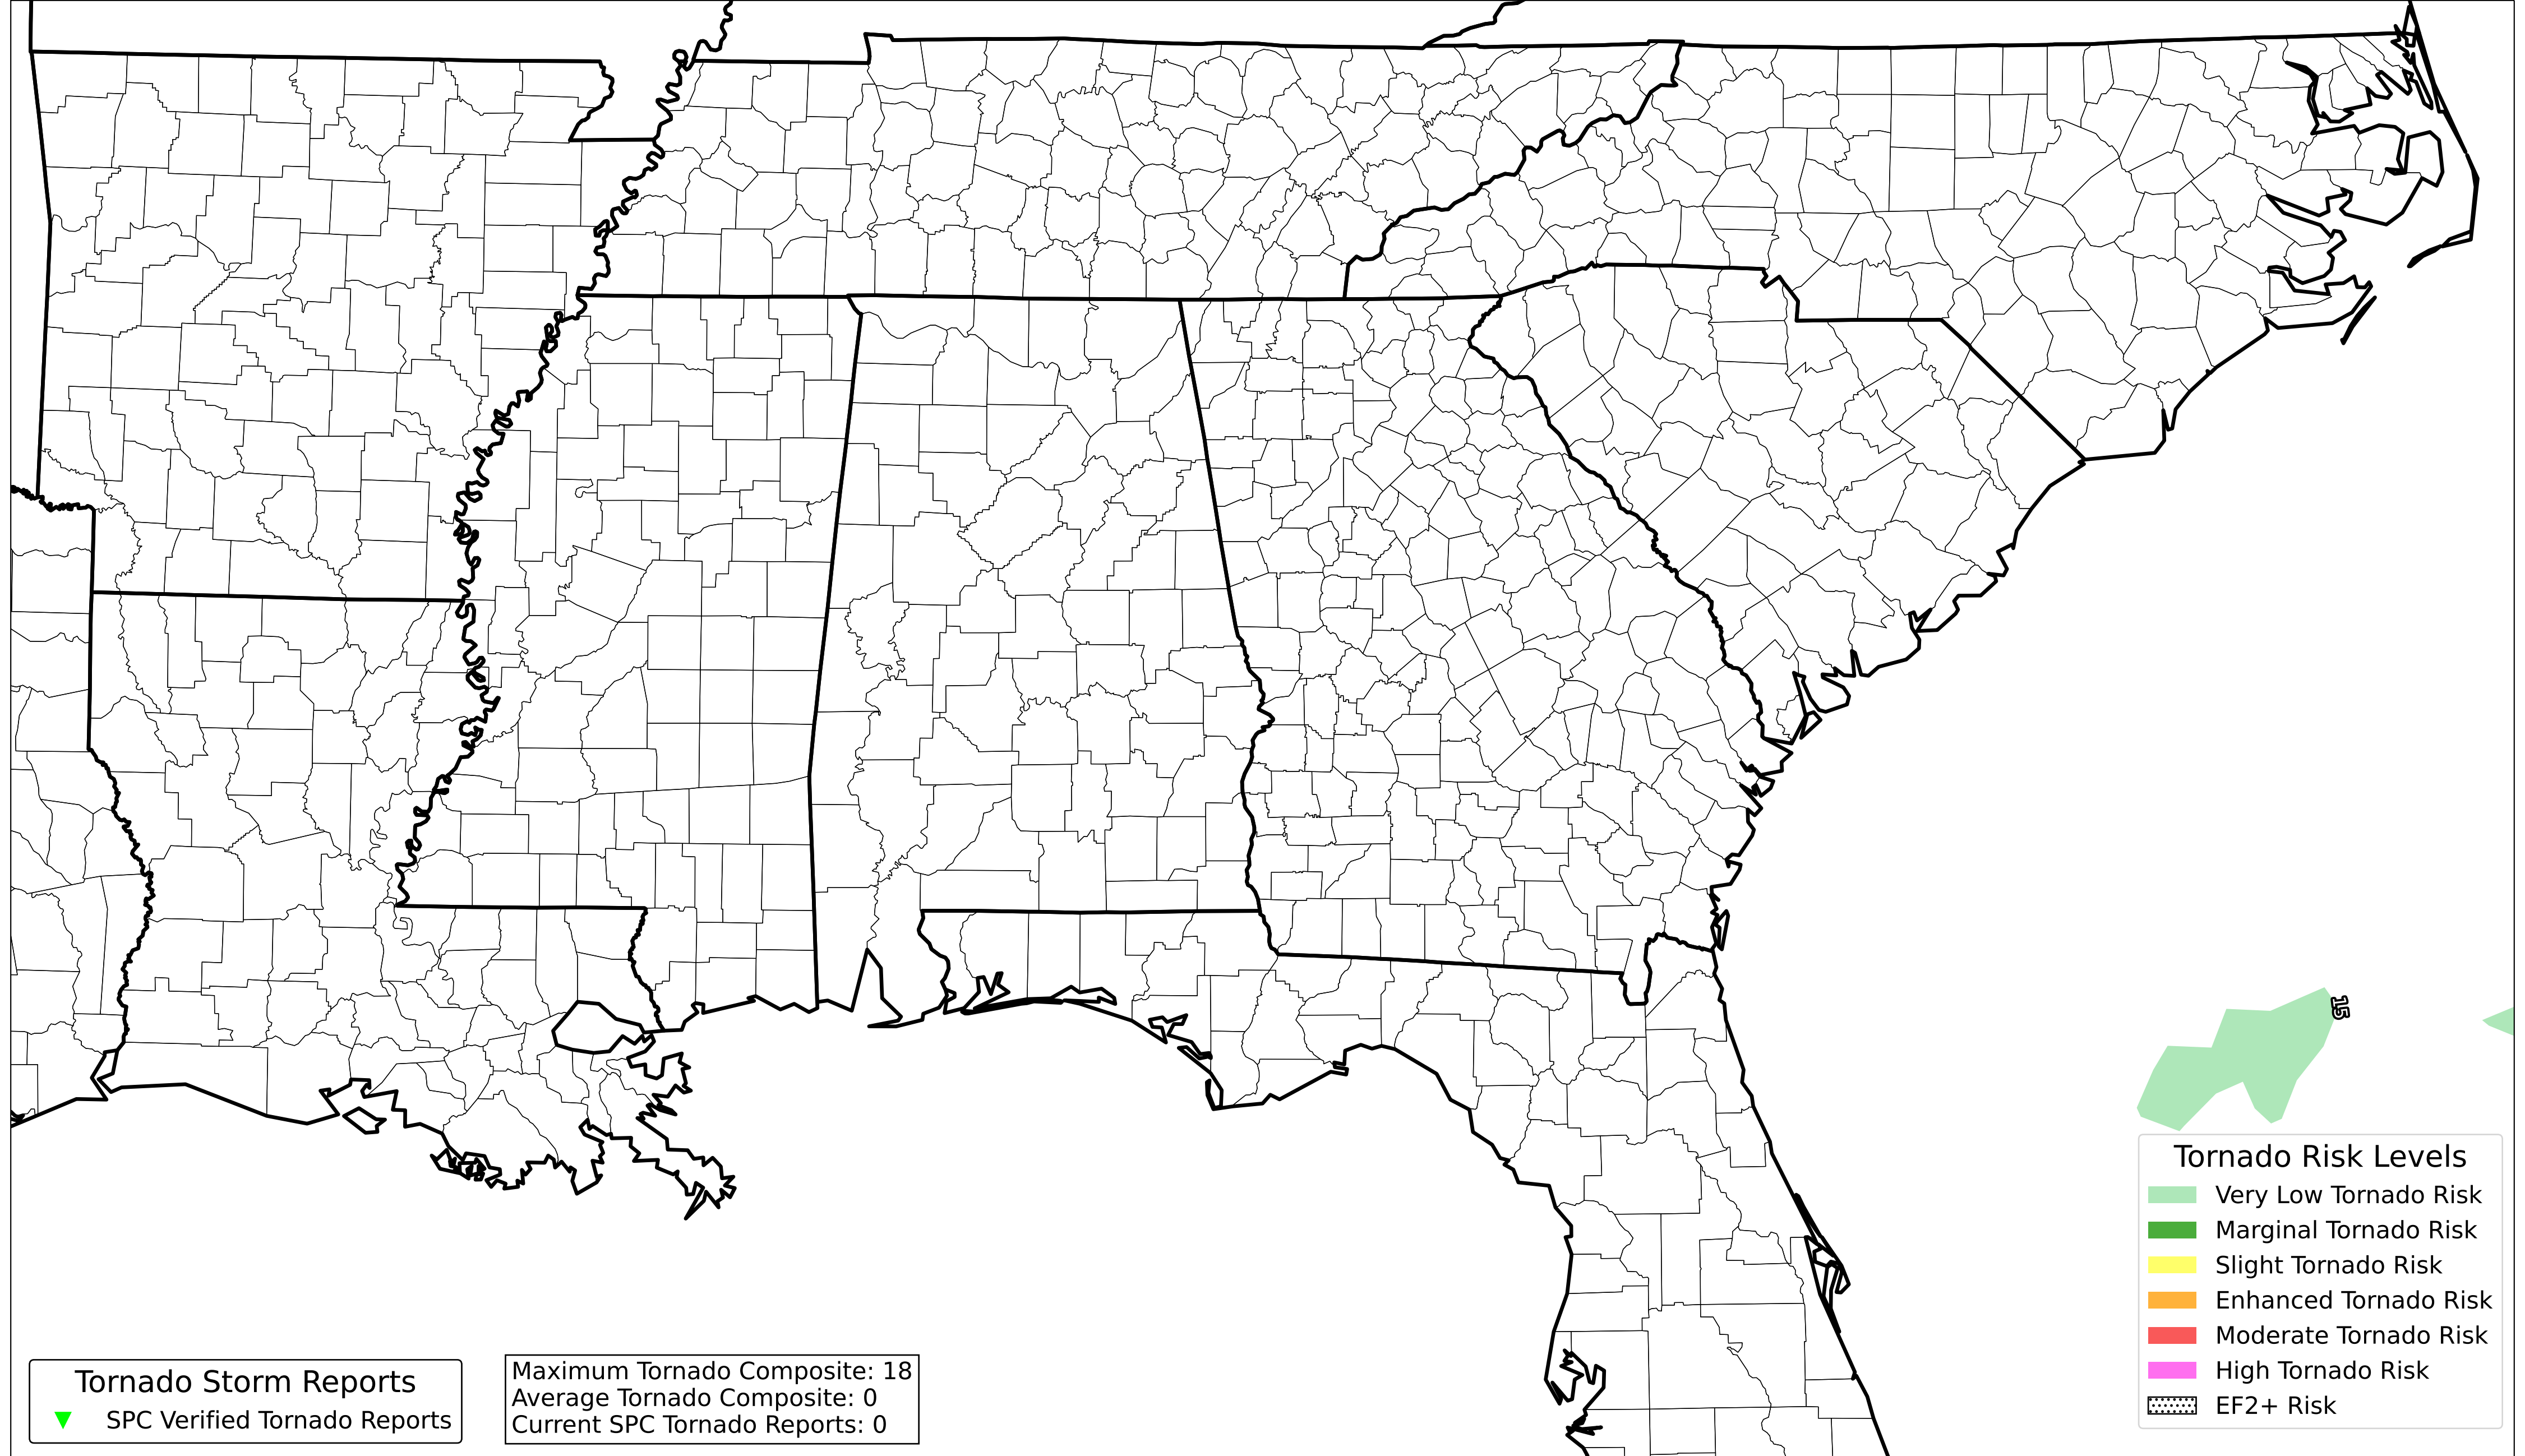 15
Tornado Risk Levels
Very Low Tornado Risk
Marginal Tornado Risk
Slight Tornado Risk
Enhanced Tornado Risk
Moderate Tornado Risk
High Tornado Risk
EF2+ Risk
Tornado Storm Reports
SPC Verified Tornado Reports
Maximum Tornado Composite: 18
Average Tornado Composite: 0
Current SPC Tornado Reports: 0